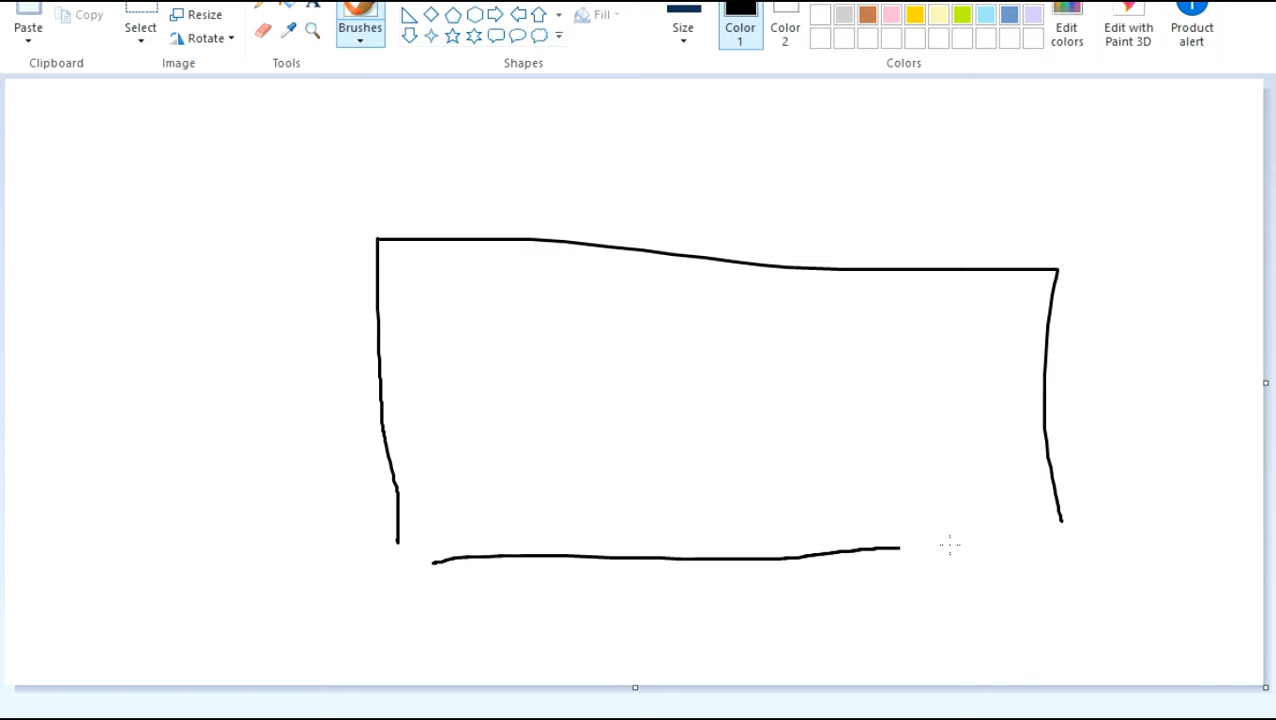 Paste
Copy
Select
Resize
Rotate
Brushes
Fill
Size
Color
1
Color
2
Edit
colors
Edit with
Paint 3D
Product
alert
Clipboard
Image
Tools
Shapes
Colors